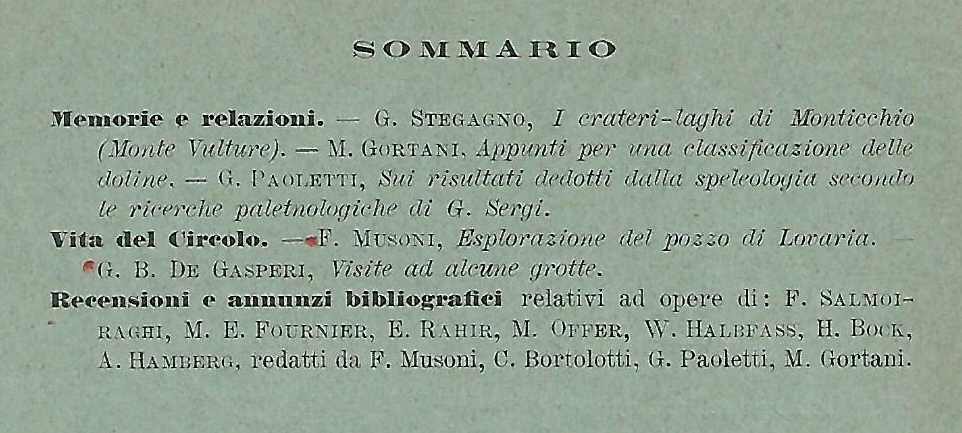 SOMMARIO
Memorie e relazioni. — G. STEGAGNO, I crateri-laghi di Monticchio
(Monte Vulture). — M. GORTANI, Appunti per una classificazione delle
doline. — G. PAOLETTI, Sui risultati dedotti dalla speleologia secondo
le ricerche paletnologiche di G. Sergi.
Vita del Circolo. — F. MUSONI, Esplorazione del pozzo di Lovaria. —
G. B. DE GASPERI, Visite ad alcune grotte.
Recensioni e annunzi bibliografici relativi ad opere di: F. SALMOI-
RAGHI, M. E. FOURNIER, E. RAHIR, M. OFFER, W. HALBFASS, H. BOCK,
A. HAMBERG, redatti da F. Musoni, C. Bortolotti, G. Paoletti, M. Gortani.